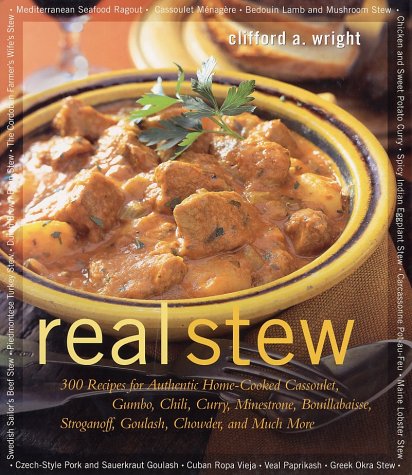 • Mediterranean Seafood Ragout • Cassoulet Ménagère • Bedouin Lamb and Mushroom Stew •
clifford a. wright
Chicken and Sweet Potato Curry • Spicy Indian Eggplant Stew • Carcassonne Pot-au-Feu • Maine Lobster Stew
Swedish Sailor's Beef Stew • Piedmontese Turkey Stew •
• The Cordoban Farmer's Wife's Stew
real stew
300 Recipes for Authentic Home-Cooked Cassoulet,
Gumbo, Chili, Curry, Minestrone, Bouillabaisse,
Stroganoff, Goulash, Chowder, and Much More
• Czech-Style Pork and Sauerkraut Goulash • Cuban Ropa Vieja • Veal Paprikash • Greek Okra Stew •